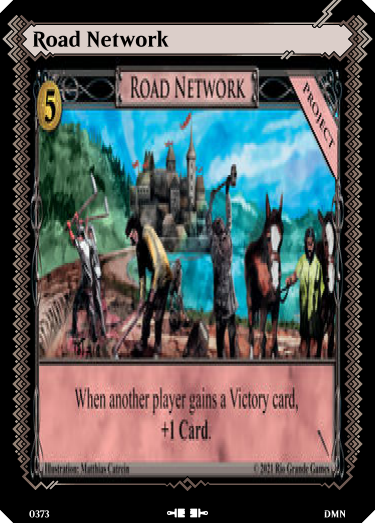 Road Network
ROAD NETWORK
5
PROJECT
When another player gains a Victory card,
+1 Card.
Illustration: Matthias Catrein
© 2021 Rio Grande Games
0373
DMN